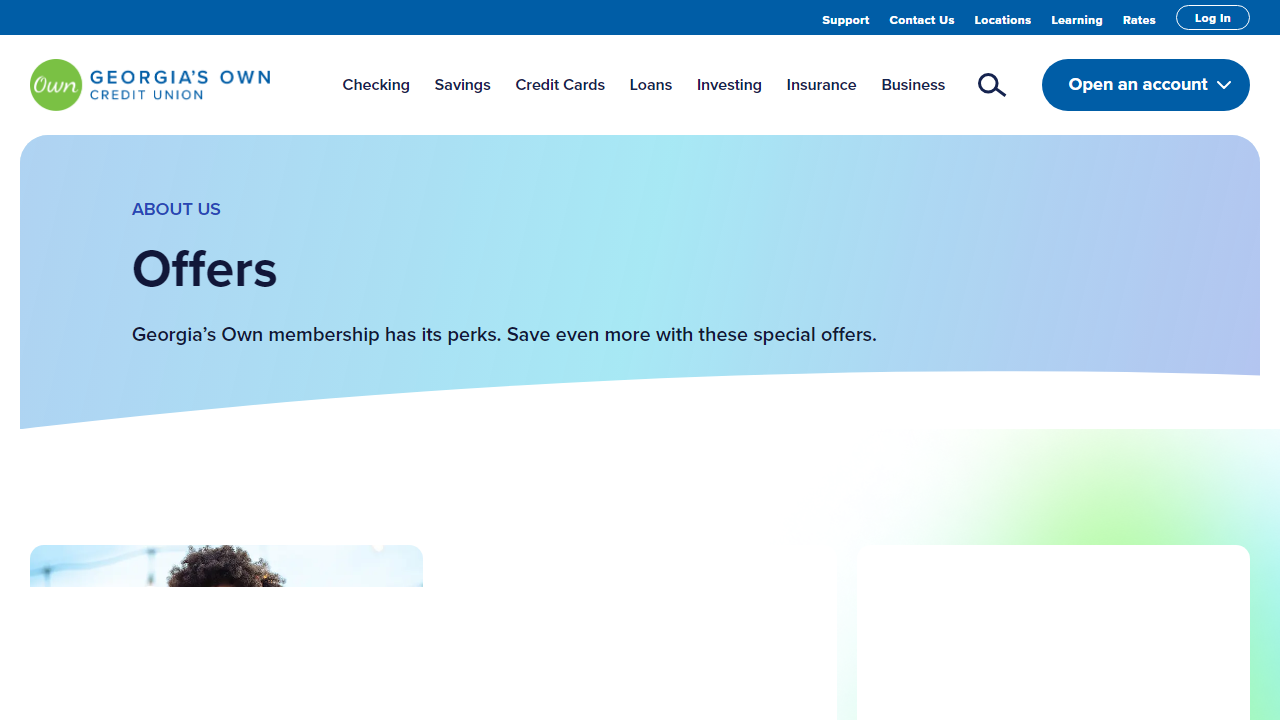 Support Contact Us Locations Learning Rates Log In
Own GEORGIA'S OWN
CREDIT UNION
Checking Savings Credit Cards Loans Investing Insurance Business Open an account
ABOUT US
Offers
Georgia’s Own membership has its perks. Save even more with these special offers.